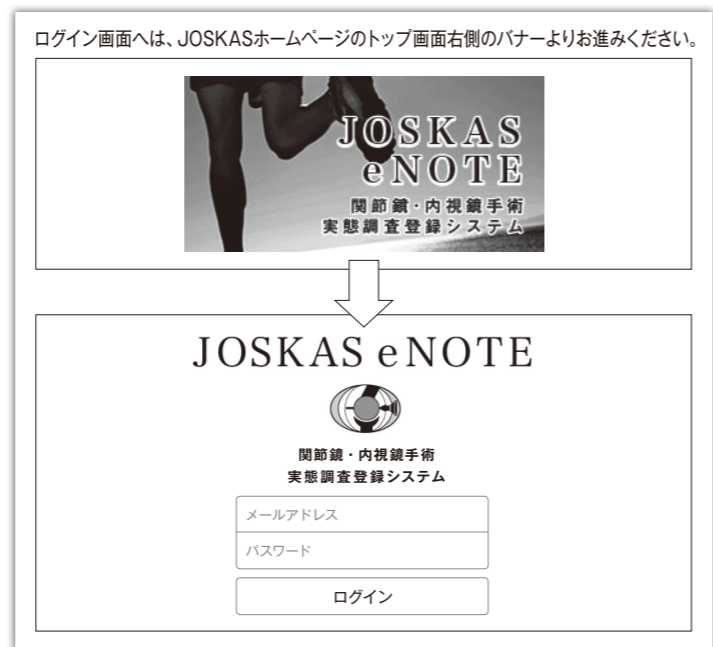 ログイン画面へは、JOSKASホームページのトップ画面右側のバナーよりお進みください。
JOSKAS
eNOTE
関節鏡・内視鏡手術
実態調査登録システム
JOSKAS eNOTE
関節鏡・内視鏡手術
実態調査登録システム
メールアドレス
パスワード
ログイン